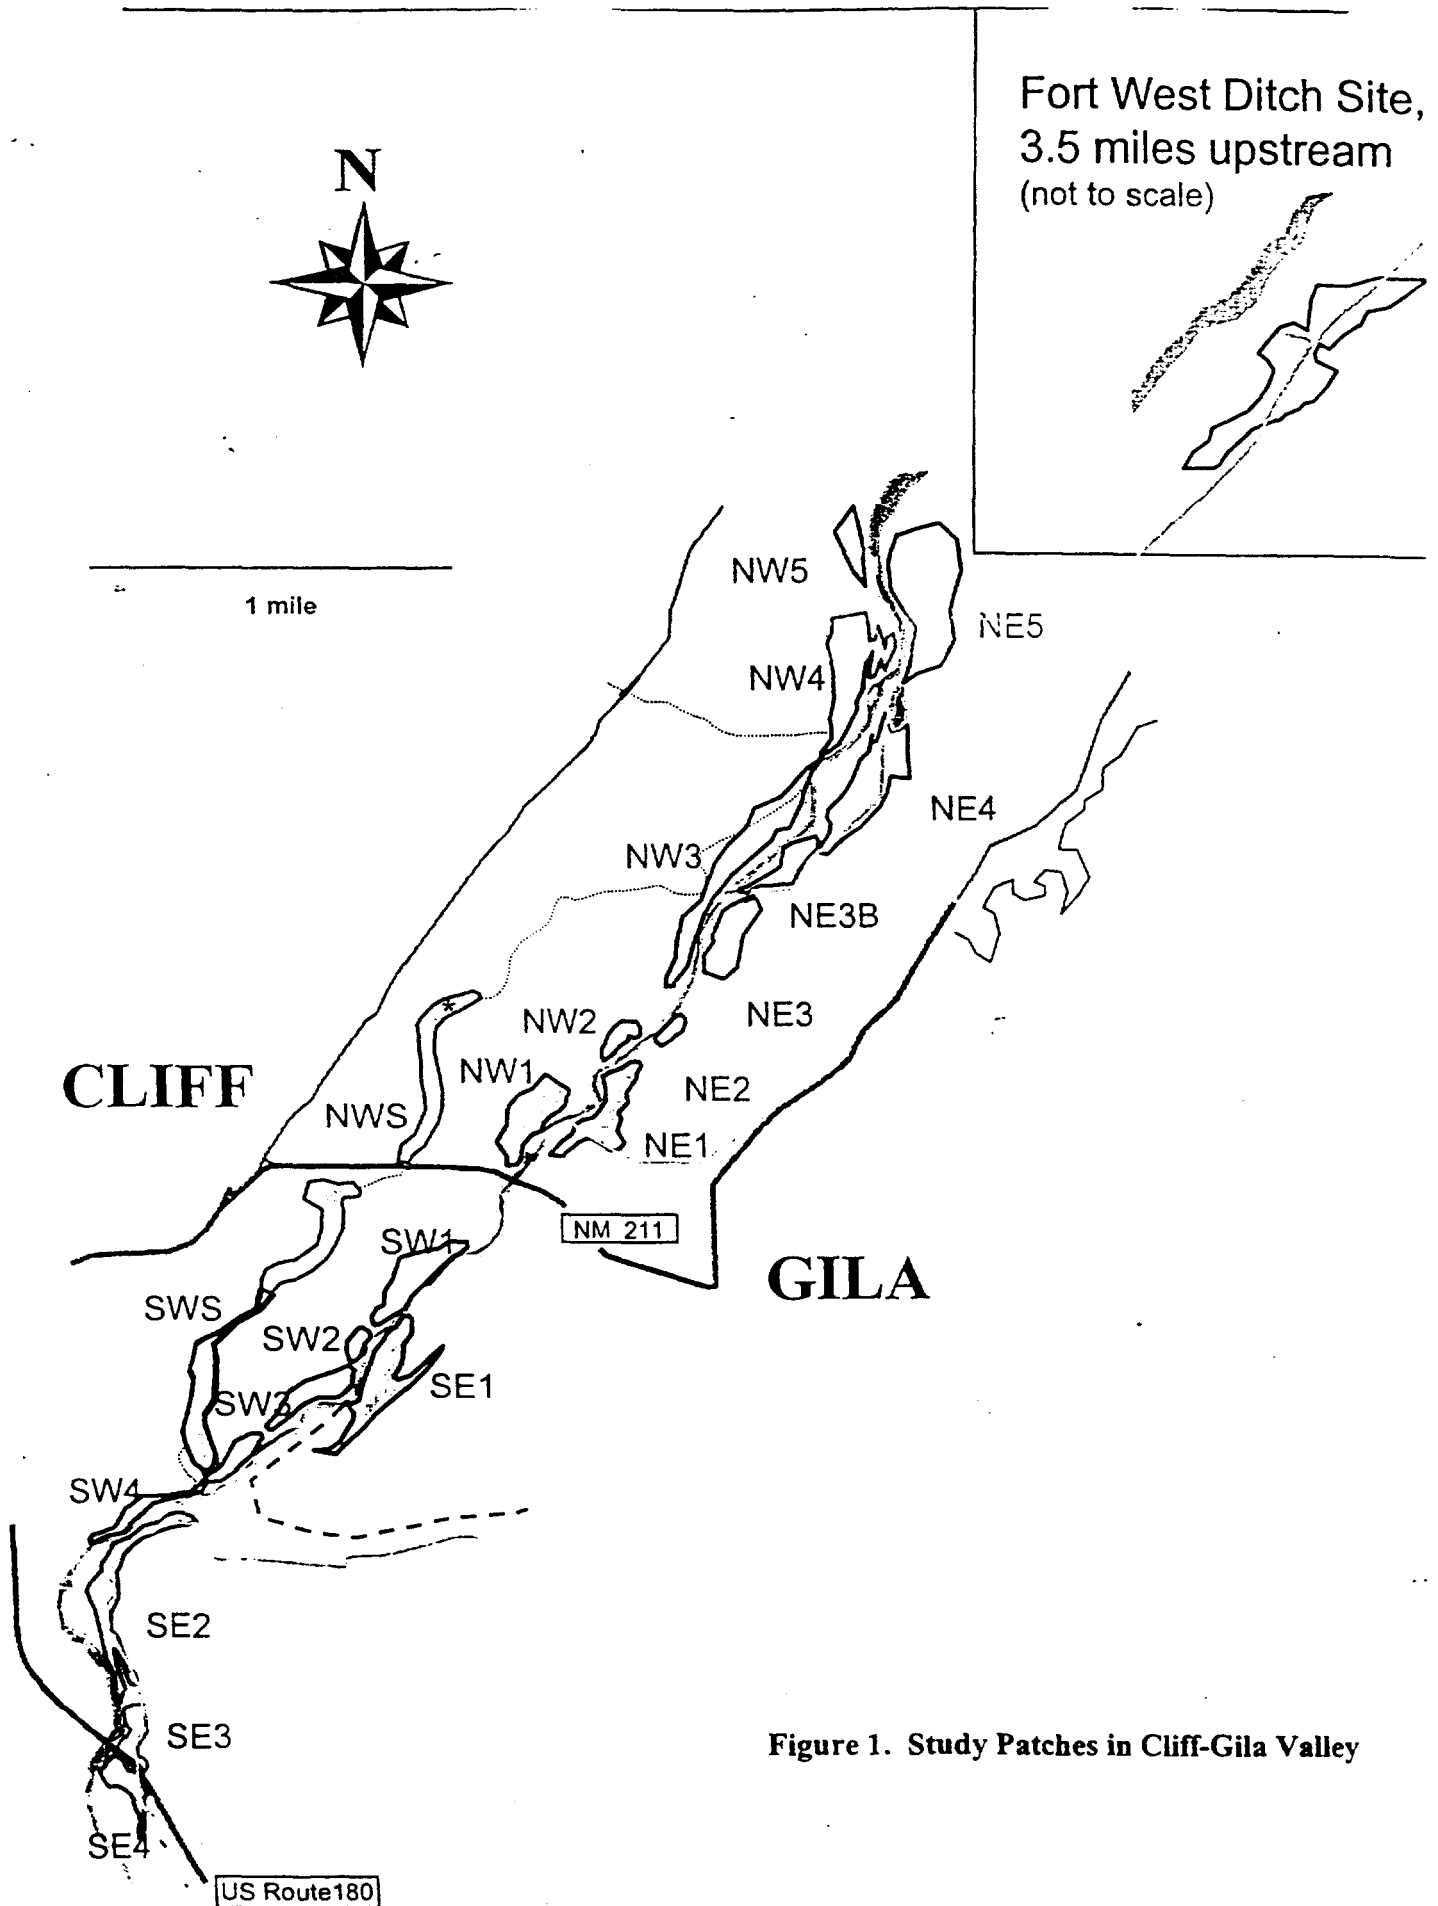 Fort West Ditch Site,
3.5 miles upstream
(not to scale)
N
1 mile
NW5
NE5
NW4
NE4
NW3
NE3B
NE3
NW2
NW1
NE2
CLIFF
NWS
NE1
NM 211
SW1
GILA
SWS
SW2
SE1
SW3
SW4
SE2
SE3
Figure 1. Study Patches in Cliff-Gila Valley
SE4
US Route180